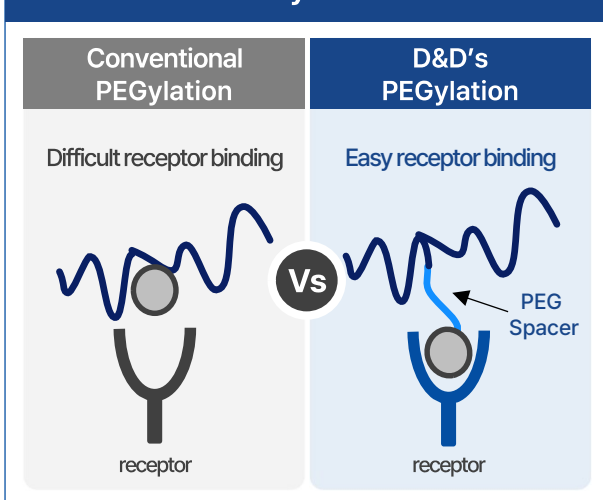 Conventional
PEGylation
D&D's
PEGylation
Difficult receptor binding
Easy receptor binding
Vs
PEG
Spacer
receptor
receptor